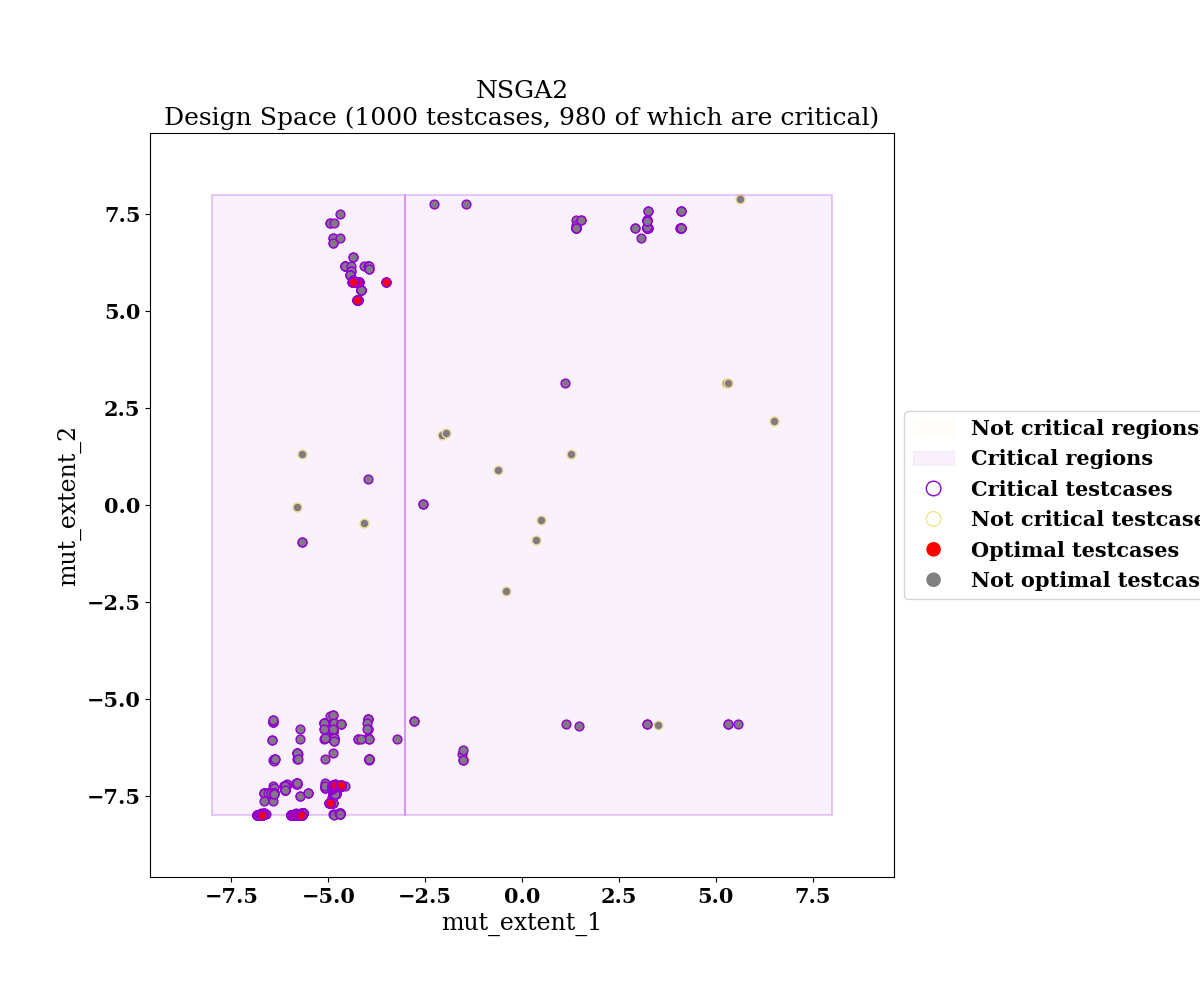 NSGA2
Design Space (1000 testcases, 980 of which are critical)
7.5
5.0
2.5
0.0
−2.5
−5.0
−7.5
mut_extent_2
−7.5 −5.0 −2.5 0.0 2.5 5.0 7.5
mut_extent_1
Not critical regions
Critical regions
Critical testcases
Not critical testcase
Optimal testcases
Not optimal testcas